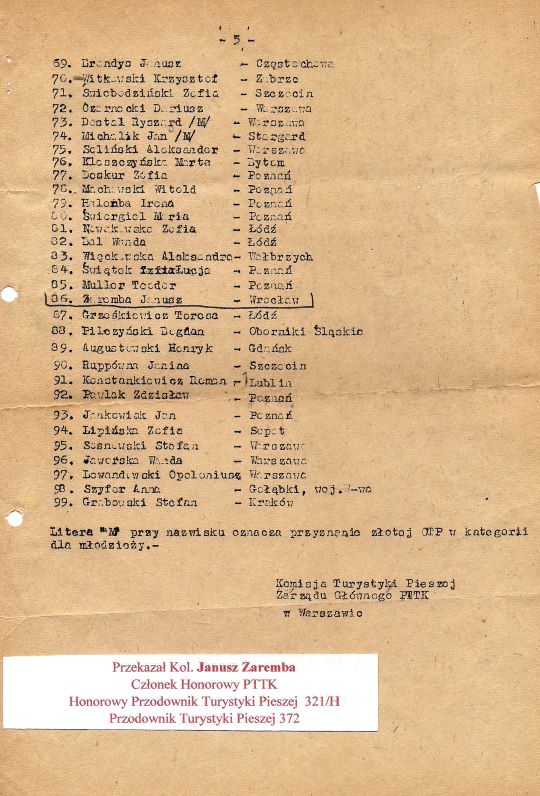 - 5 -
69. Brandys Janusz - Częstochowa
70. Witkowski Krzysztof - Zabrze
71. Świebodziński Zofia - Szczecin
72. Czarnecki Dariusz - Warszawa
73. Dostal Ryszard /M/ - Warszawa
74. Michalik Jan /M/ - Stargard
75. Soliński Aleksander - Warszawa
76. Kleszczyńska Marta - Bytom
77. Doskur Zofia - Poznań
78. Machowski Witold - Poznań
79. Halemba Irena - Poznań
80. Świergiel Maria - Poznań
81. Nowakowska Zofia - Łódź
82. Dal Wanda - Łódź
83. Więckowska Aleksandra- Wałbrzych
84. Świątek Lucja - Poznań
85. Muller Teodor - Poznań
86. Zaremba Janusz - Wrocław
87. Grześkiewicz Teresa - Łódź
88. Pilczyński Bogdan - Oborniki Śląskie
89. Augustowski Henryk - Gdańsk
90. Ruppówna Janina - Szczecin
91. Konstankiewicz Roman - Lublin
92. Pawlak Zdzisław - Poznań
93. Jankowiak Jan - Poznań
94. Lipińska Zofia - Sopot
95. Sosnowski Stefan - Warszawa
96. Jaworska Wanda - Warszawa
97. Lewandowski Opoloniusz Warszawa
98. Szyfer Anna - Gołąbki, woj.W-wa
99. Grabowski Stefan - Kraków
Litera "M" przy nazwisku oznacza przyznanie złotej OTP w kategorii
dla młodzieży.-
Komisja Turystyki Pieszej
Zarządu Głównego PTTK
w Warszawie
Przekazał Kol. Janusz Zaremba
Członek Honorowy PTTK
Honorowy Przodownik Turystyki Pieszej 321/H
Przodownik Turystyki Pieszej 372